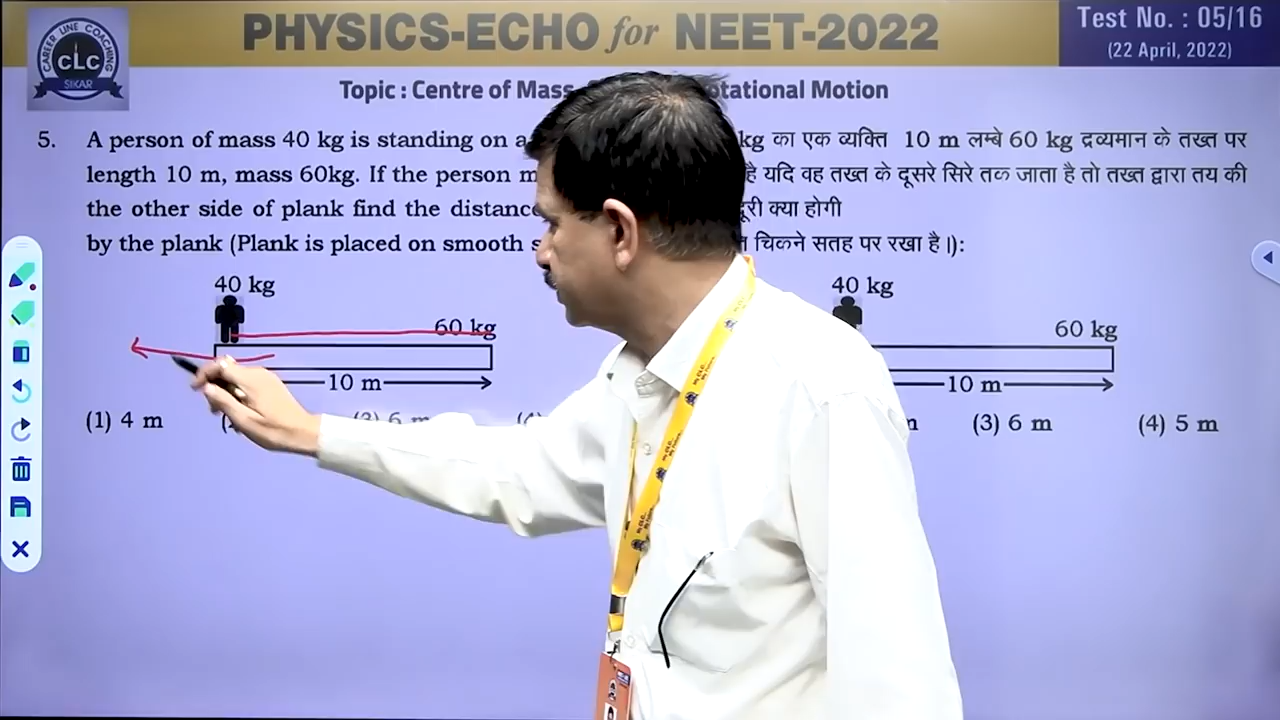 PHYSICS-ECHO for NEET-2022
Test No. : 05/16
(22 April, 2022)
CAREER LINE COACHING
CLC
SIKAR
Topic : Centre of Mass Motion
5. A person of mass 40 kg is standing on a
length 10 m, mass 60kg. If the person
the other side of plank find the distance
by the plank (Plank is placed on smooth
40 kg
60 kg
10 m
(1) 4 m
kg का एक व्यक्ति 10 m लम्बे 60 kg द्रव्यमान के तख्त पर
है यदि वह तख्त के दूसरे सिरे तक जाता है तो तख्त द्वारा तय की
क्या होगी
चिकने सतह पर रखा है।):
40 kg
60 kg
10 m
(3) 6 m (4) 5 m